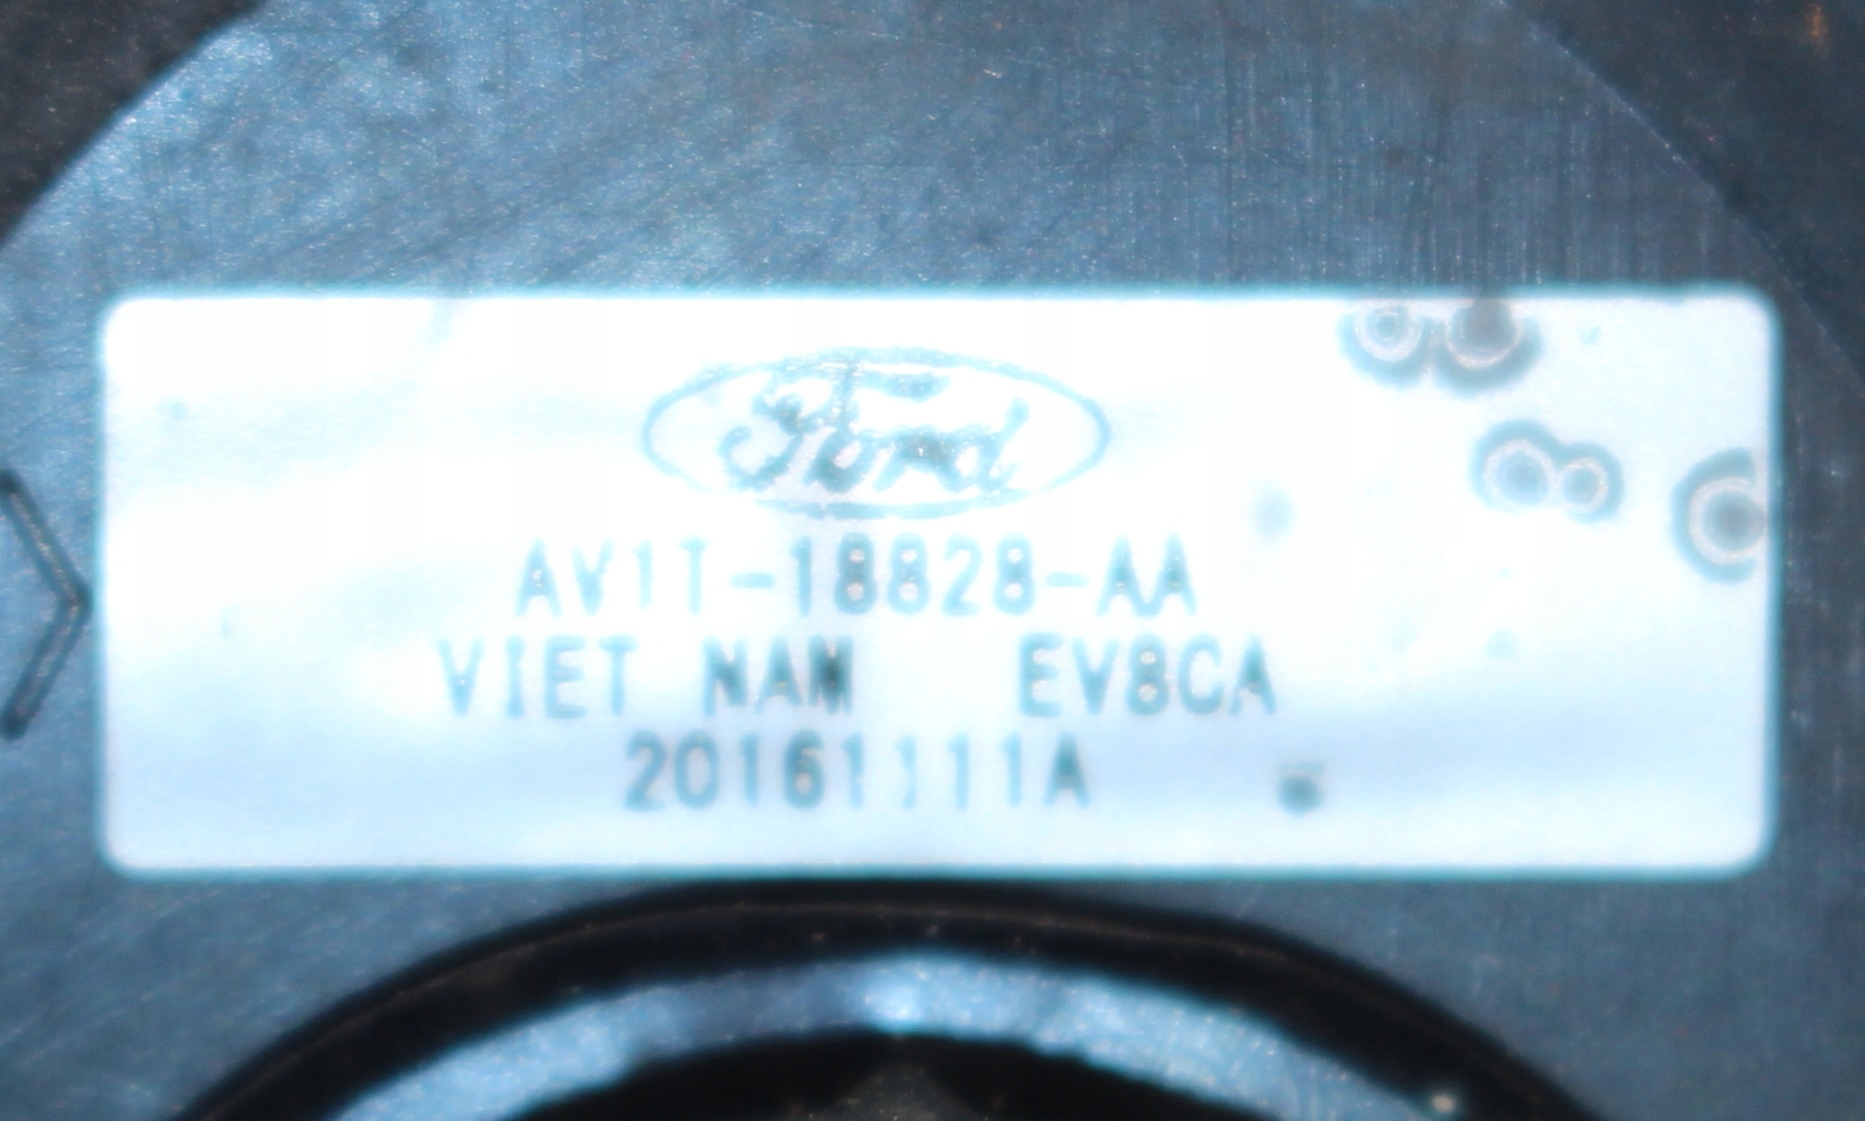 Ford
AV1T-18828-AA
VIET NAM EV8CA
20161111A